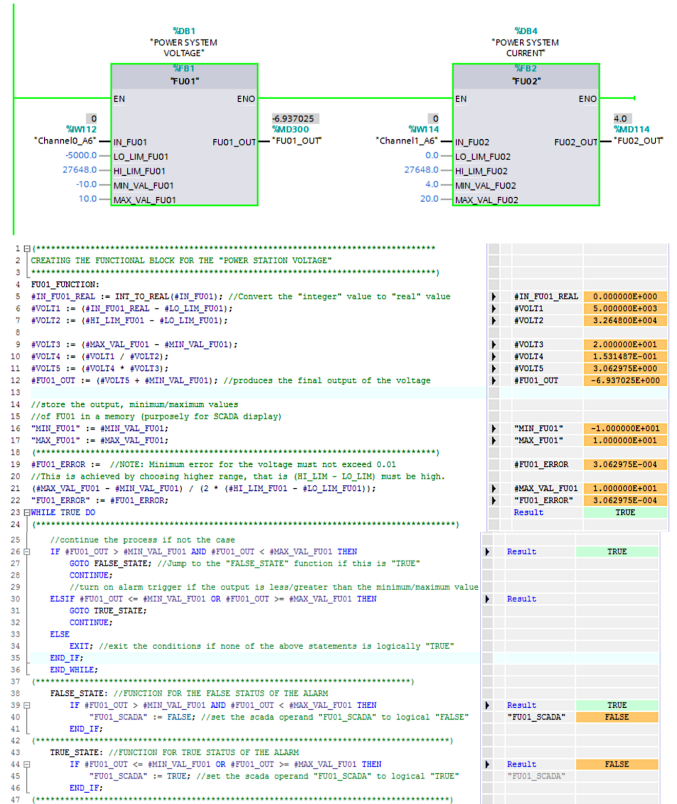 %DB1
"POWER SYSTEM
VOLTAGE"
%FB1
"FU01"
EN
ENO
0
%IW112
"Channel0_A6"
IN_FU01
-5000.0
LO_LIM_FU01
27648.0
HI_LIM_FU01
-10.0
MIN_VAL_FU01
10.0
MAX_VAL_FU01
FU01_OUT
-6.937025
%MD300
"FU01_OUT"
%DB4
"POWER SYSTEM
CURRENT"
%FB2
"FU02"
EN
ENO
0
%IW114
"Channel1_A6"
IN_FU02
0.0
LO_LIM_FU02
27648.0
HI_LIM_FU02
4.0
MIN_VAL_FU02
20.0
MAX_VAL_FU02
FU02_OUT
4.0
%MD114
"FU02_OUT"
1 (*********************************************************************************
2 CREATING THE FUNCTIONAL BLOCK FOR THE "POWER STATION VOLTAGE"
3 *********************************************************************************)
4 FU01_FUNCTION:
5 #IN_FU01_REAL := INT_TO_REAL(#IN_FU01); //Convert the "integer" value to "real" value #IN_FU01_REAL 0.000000E+000
6 #VOLT1 := (#IN_FU01_REAL - #LO_LIM_FU01); #VOLT1 5.000000E+003
7 #VOLT2 := (#HI_LIM_FU01 - #LO_LIM_FU01); #VOLT2 3.264800E+004
8
9 #VOLT3 := (#MAX_VAL_FU01 - #MIN_VAL_FU01); #VOLT3 2.000000E+001
10 #VOLT4 := (#VOLT1 / #VOLT2); #VOLT4 1.531487E-001
11 #VOLT5 := (#VOLT4 * #VOLT3); #VOLT5 3.062975E+000
12 #FU01_OUT := (#VOLT5 + #MIN_VAL_FU01); //produces the final output of the voltage #FU01_OUT -6.937025E+000
13
14 //store the output, minimum/maximum values
15 //of FU01 in a memory (purposely for SCADA display)
16 "MIN_FU01" := #MIN_VAL_FU01; "MIN_FU01" -1.000000E+001
17 "MAX_FU01" := #MAX_VAL_FU01; "MAX_FU01" 1.000000E+001
18 (*********************************************************************************)
19 #FU01_ERROR := //NOTE: Minimum error for the voltage must not exceed 0.01 #FU01_ERROR 3.062975E-004
20 //This is achieved by choosing higher range, that is (HI_LIM - LO_LIM) must be high.
21 (#MAX_VAL_FU01 - #MIN_VAL_FU01) / (2 * (#HI_LIM_FU01 - #LO_LIM_FU01)); #MAX_VAL_FU01 1.000000E+001
22 "FU01_ERROR" := #FU01_ERROR; "FU01_ERROR" 3.062975E-004
23 WHILE TRUE DO Result TRUE
24 (*************************************************************************************)
25 //continue the process if not the case
26 IF #FU01_OUT > #MIN_VAL_FU01 AND #FU01_OUT < #MAX_VAL_FU01 THEN Result TRUE
27 GOTO FALSE_STATE; //Jump to the "FALSE_STATE" function if this is "TRUE"
28 CONTINUE;
29 //turn on alarm trigger if the output is less/greater than the minimum/maximum value
30 ELSIF #FU01_OUT <= #MIN_VAL_FU01 OR #FU01_OUT >= #MAX_VAL_FU01 THEN Result
31 GOTO TRUE_STATE;
32 CONTINUE;
33 ELSE
34 EXIT; //exit the conditions if none of the above statements is logically "TRUE"
35 END_IF;
36 END_WHILE;
37 (****************************************************************************)
38 FALSE_STATE: //FUNCTION FOR THE FALSE STATUS OF THE ALARM
39 IF #FU01_OUT > #MIN_VAL_FU01 AND #FU01_OUT < #MAX_VAL_FU01 THEN Result TRUE
40 "FU01_SCADA" := FALSE; //set the scada operand "FU01_SCADA" to logical "FALSE" "FU01_SCADA" FALSE
41 END_IF;
42 (************************************************************************************)
43 TRUE_STATE: //FUNCTION FOR TRUE STATUS OF THE ALARM
44 IF #FU01_OUT <= #MIN_VAL_FU01 OR #FU01_OUT >= #MAX_VAL_FU01 THEN Result FALSE
45 "FU01_SCADA" := TRUE; //set the scada operand "FU01_SCADA" to logical "TRUE" "FU01_SCADA"
46 END_IF;
47 (************************************************************************************)